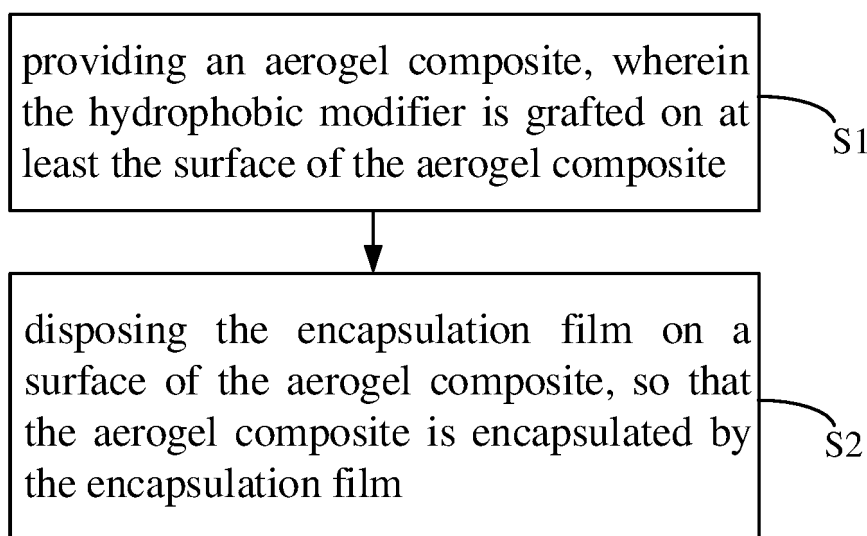 providing an aerogel composite, wherein
the hydrophobic modifier is grafted on at
least the surface of the aerogel composite
S1
disposing the encapsulation film on a
surface of the aerogel composite, so that
the aerogel composite is encapsulated by
the encapsulation film
S2